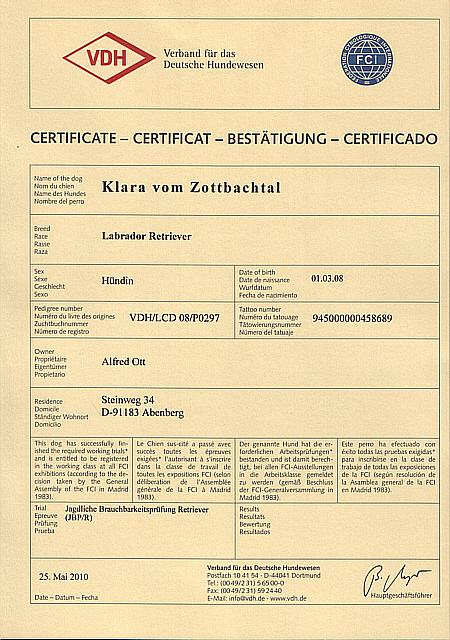 VDH
Verband für das
Deutsche Hundewesen
FEDERATION CYNOLOGIQUE INTERNATIONALE
FCI
CERTIFICATE – CERTIFICAT – BESTÄTIGUNG – CERTIFICADO
Name of the dog
Nom du chien
Name des Hundes
Nombre del perro
Klara vom Zottbachtal
Breed
Race
Rasse
Raza
Labrador Retriever
Sex
Sexe
Geschlecht
Sexo
Hündin
Date of birth
Date de naissance
Wurfdatum
Fecha de nacimiento
01.03.08
Pedigree number
Numéro du livre des origines
Zuchtbuchnummer
Número de registro
VDH/LCD 08/P0297
Tattoo number
Numéro du tatouage
Tätowierungsnummer
Número del tatuaje
945000000458689
Owner
Propriétaire
Eigentümer
Propietario
Alfred Ott
Residence
Domicile
Ständiger Wohnort
Domicilio
Steinweg 34
D-91183 Abenberg
This dog has successfully fin-
ished the required working trials*
and is entitled to be registered
in the working class at all FCI
exhibitions (according to the de-
cision taken by the General
Assembly of the FCI in Madrid
1983).
Le Chien sus-cité a passé avec
succès toutes les épreuves
exigés* l'autorisant à s'inscrire
dans la classe de travail de
toutes les expositions FCI (selon
déliberation de l'Assemblée
générale de la FCI à Madrid
1983).
Der genannte Hund hat die er-
forderlichen Arbeitsprüfungen*
bestanden und ist damit berech-
tigt, bei allen FCI-Ausstellungen
in die Arbeitsklasse gemeldet
zu werden (gemäß Beschluss
der FCI-Generalversammlung in
Madrid 1983).
Este perro ha efectuado con
éxito todas las pruebas exigidas*
para inscribirse en la clase de
trabajo de todas las exposiciones
de la FCI (según resolución de
la Asamblea general de la FCI
en Madrid 1983).
Trial
Epreuve
Prüfung
Prueba
Jagdliche Brauchbarkeitsprüfung Retriever
(JBP/R)
Results
Resultats
Bewertung
Resultados
25. Mai 2010
Date – Datum – Fecha
Verband für das Deutsche Hundewesen
Postfach 10 41 54 · D-44041 Dortmund
Tel.: (00 49/2 31) 5 65 00-0
Fax: (00 49/2 31) 59 24 40
E-Mail: info@vdh.de · www.vdh.de
Hauptgeschäftsführer